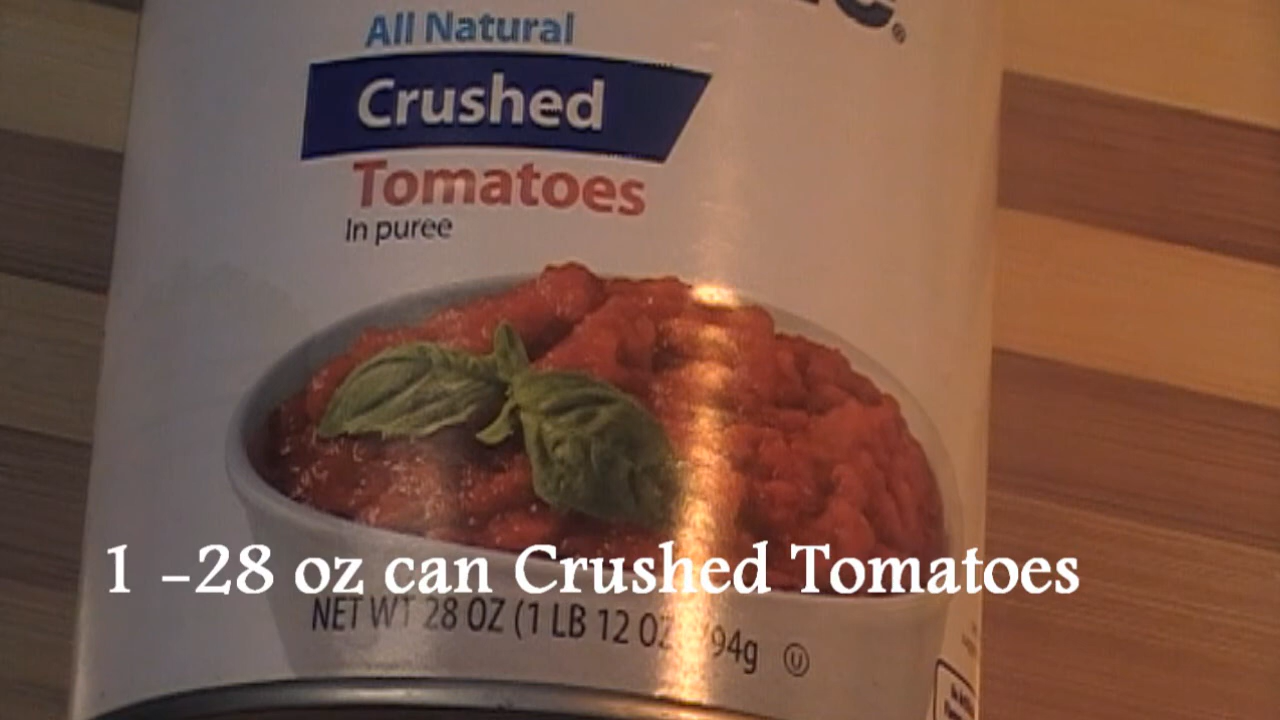 All Natural
Crushed
Tomatoes
In puree
1 -28 oz can Crushed Tomatoes
NET WT 28 OZ (1 LB 12 OZ 94g